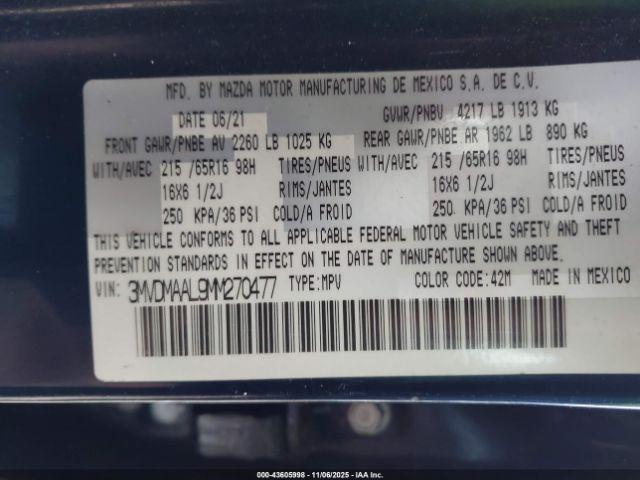 MFD. BY MAZDA MOTOR MANUFACTURING DE MEXICO S.A. DE C.V.
DATE 06/21 GVWR/PNBV 4217 LB 1913 KG
FRONT GAWR/PNBE AV 2260 LB 1025 KG REAR GAWR/PNBE AR 1962 LB 890 KG
WITH/AVEC 215 /65R16 98H TIRES/PNEUS WITH/AVEC 215 /65R16 98H TIRES/PNEUS
16X6 1/2J RIMS/JANTES 16X6 1/2J RIMS/JANTES
250 KPA/36 PSI COLD/A FROID 250 KPA/36 PSI COLD/A FROID
THIS VEHICLE CONFORMS TO ALL APPLICABLE FEDERAL MOTOR VEHICLE SAFETY AND THEFT
PREVENTION STANDARDS IN EFFECT ON THE DATE OF MANUFACTURE SHOWN ABOVE.
VIN: 3MVDMAAL9MM270477 TYPE:MPV COLOR CODE:42M MADE IN MEXICO
000-43605998 - 11/06/2025 - IAAI.com